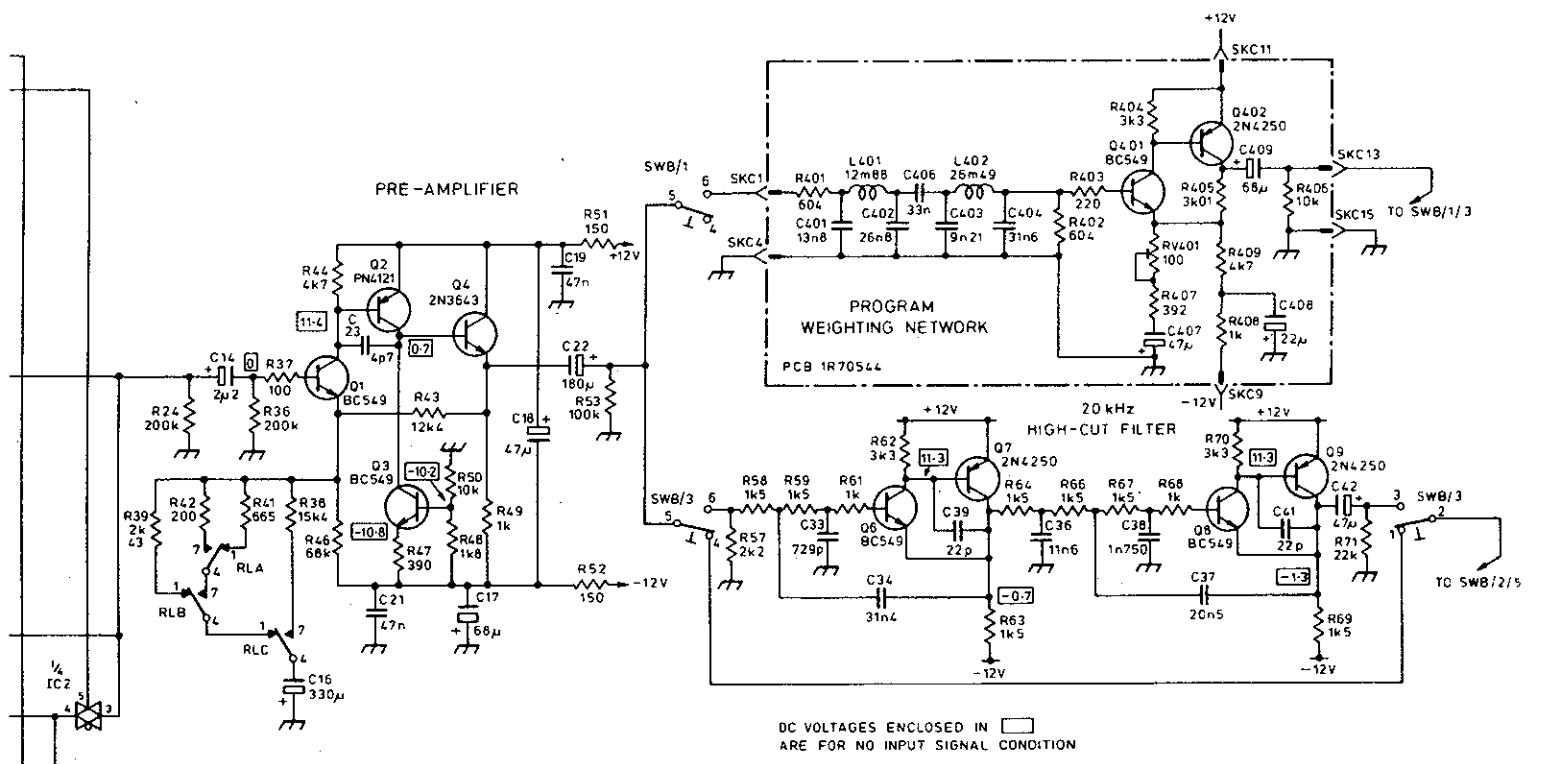 +12V
SKC11
R404
3k3
Q402
2N4250
Q401
BC549
C409
+
68µ
SKC13
TO SWB/1/3
SKC15
R405
3k01
R406
10k
PRE-AMPLIFIER
SWB/1
6
5
4
SKC1
SKC4
R401
604
L401
12m88
C406
33n
L402
26m49
R403
220
C401
13n8
C402
26n8
C403
9n21
C404
31n6
R402
604
RV401
100
R407
392
C407
47µ
+
R409
4k7
R408
1k
C408
22µ
+
PROGRAM
WEIGHTING NETWORK
PCB 1R70544
-12V
SKC9
R51
150
+12V
C19
47n
R44
4k7
Q2
PN4121
Q4
2N3643
11·4
C
23
4p7
0·7
C14
+
2µ2
0
R37
100
Q1
BC549
C22
+
180µ
R53
100k
R24
200k
R36
200k
R43
12k4
C18
+
47µ
Q3
BC549
-10·2
R50
10k
R49
1k
-10·8
R47
390
R48
1k8
R46
68k
R39
2k
43
R42
200
R41
665
R38
15k4
7
1
RLA
4
1
7
RLB
4
1
7
RLC
4
C16
330µ
+
C21
47n
C17
+
68µ
R52
150
-12V
1/4
IC2
5
4
3
+12V
20 kHz
HIGH-CUT FILTER
+12V
SWB/3
6
5
4
R57
2k2
R58
1k5
R59
1k5
R61
1k
C33
729p
R62
3k3
11·3
Q7
2N4250
Q6
BC549
C39
22p
C34
31n4
-0·7
R63
1k5
-12V
R64
1k5
R66
1k5
C36
11n6
R67
1k5
R68
1k
C38
1n750
R70
3k3
11·3
Q9
2N4250
Q8
BC549
C41
22p
C37
20n5
-1·3
R69
1k5
-12V
C42
+
47µ
R71
22k
3
SWB/3
2
1
TO SWB/2/5
DC VOLTAGES ENCLOSED IN
ARE FOR NO INPUT SIGNAL CONDITION